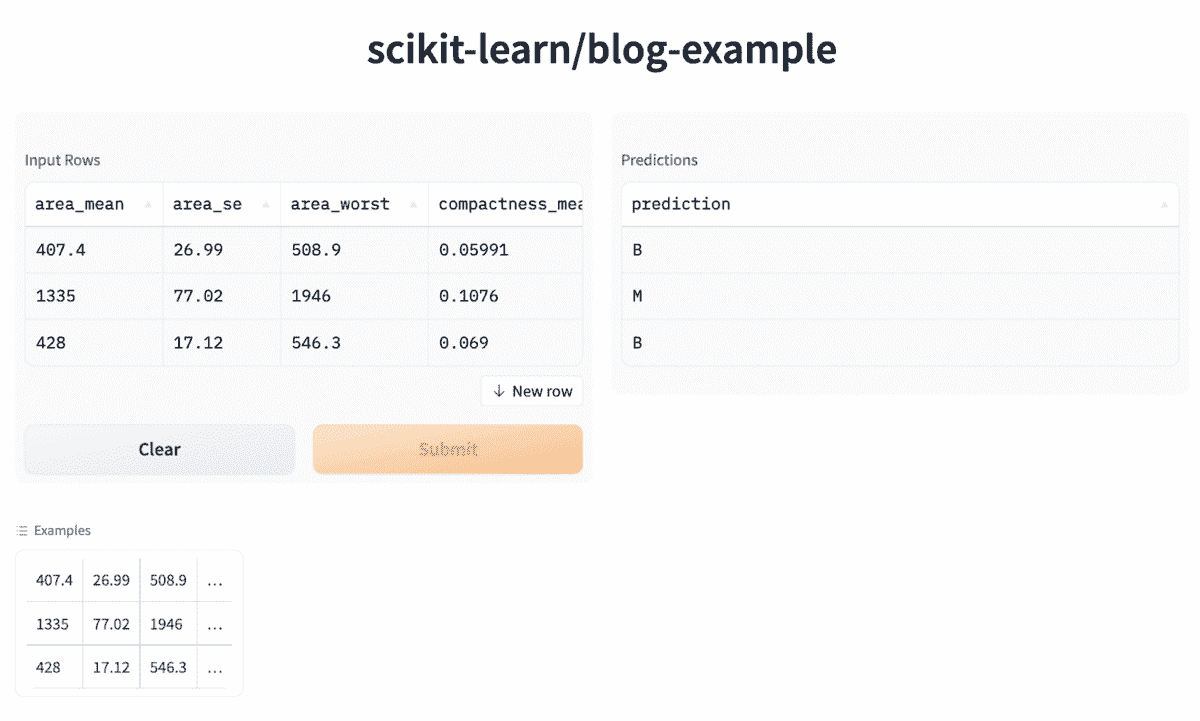 scikit-learn/blog-example
Input Rows
area_mean area_se area_worst compactness_mea
407.4 26.99 508.9 0.05991
1335 77.02 1946 0.1076
428 17.12 546.3 0.069
New row
Clear Submit
Predictions
prediction
B
M
B
Examples
407.4 26.99 508.9 ...
1335 77.02 1946 ...
428 17.12 546.3 ...